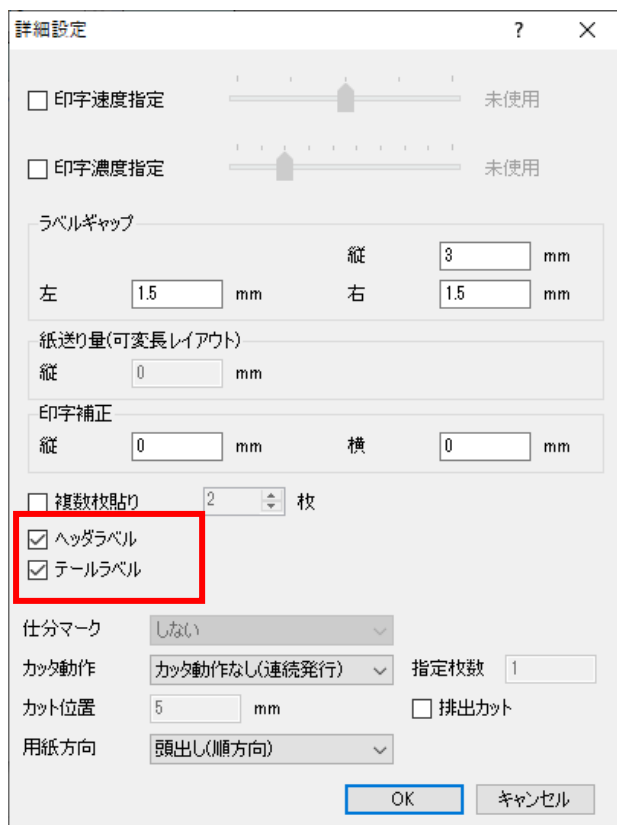 詳細設定 ?
印字速度指定 未使用
印字濃度指定 未使用
ラベルギャップ
縦 3 mm
左 1.5 mm 右 1.5 mm
紙送り量(可変長レイアウト)
縦 0 mm
印字補正
縦 0 mm 横 0 mm
複数枚貼り 2 枚
ヘッダラベル
テールラベル
仕分マーク しない
カッタ動作 カッタ動作なし(連続発行) 指定枚数 1
カット位置 5 mm 排出カット
用紙方向 頭出し(順方向)
OK キャンセル